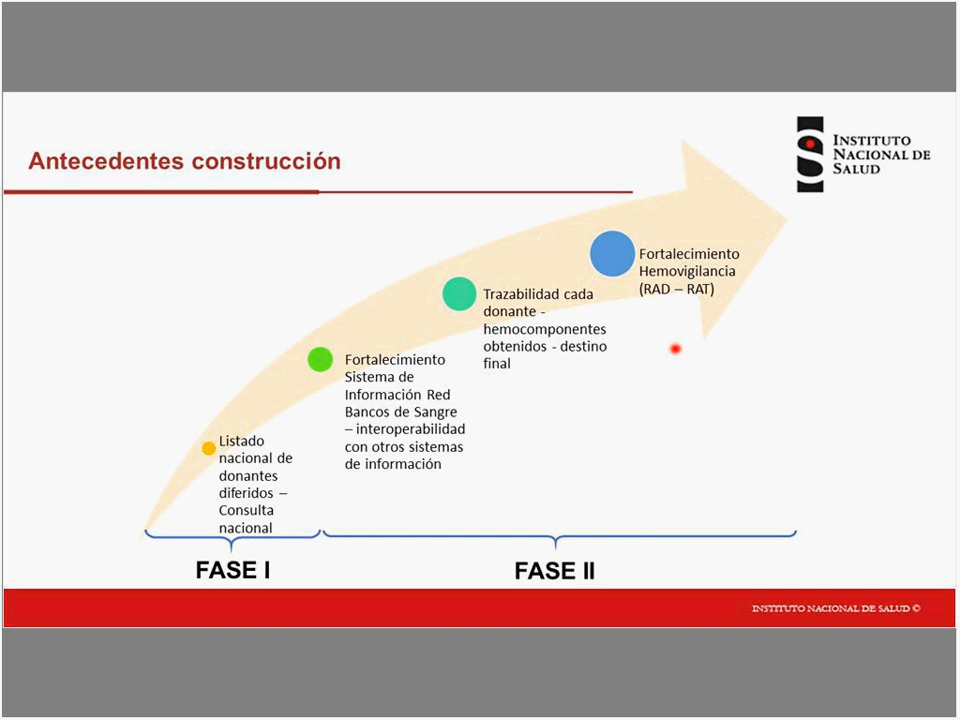 Antecedentes construcción
INSTITUTO
NACIONAL DE
SALUD
Fortalecimiento
Hemovigilancia
(RAD – RAT)
Trazabilidad cada
donante -
hemocomponentes
obtenidos - destino
final
Fortalecimiento
Sistema de
Información Red
Bancos de Sangre
– interoperabilidad
con otros sistemas
de información
Listado
nacional de
donantes
diferidos –
Consulta
nacional
FASE I
FASE II
INSTITUTO NACIONAL DE SALUD ©